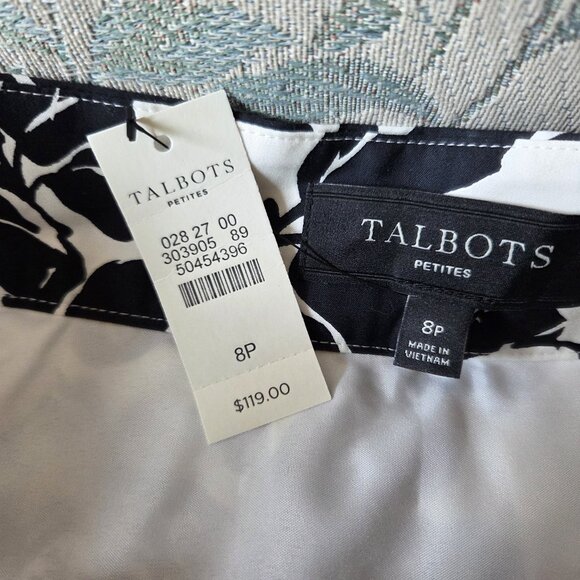 TALBOTS
PETITES
028 27 00
303905 89
50454396
8P
$119.00
TALBOTS
PETITES
8P
MADE IN
VIETNAM